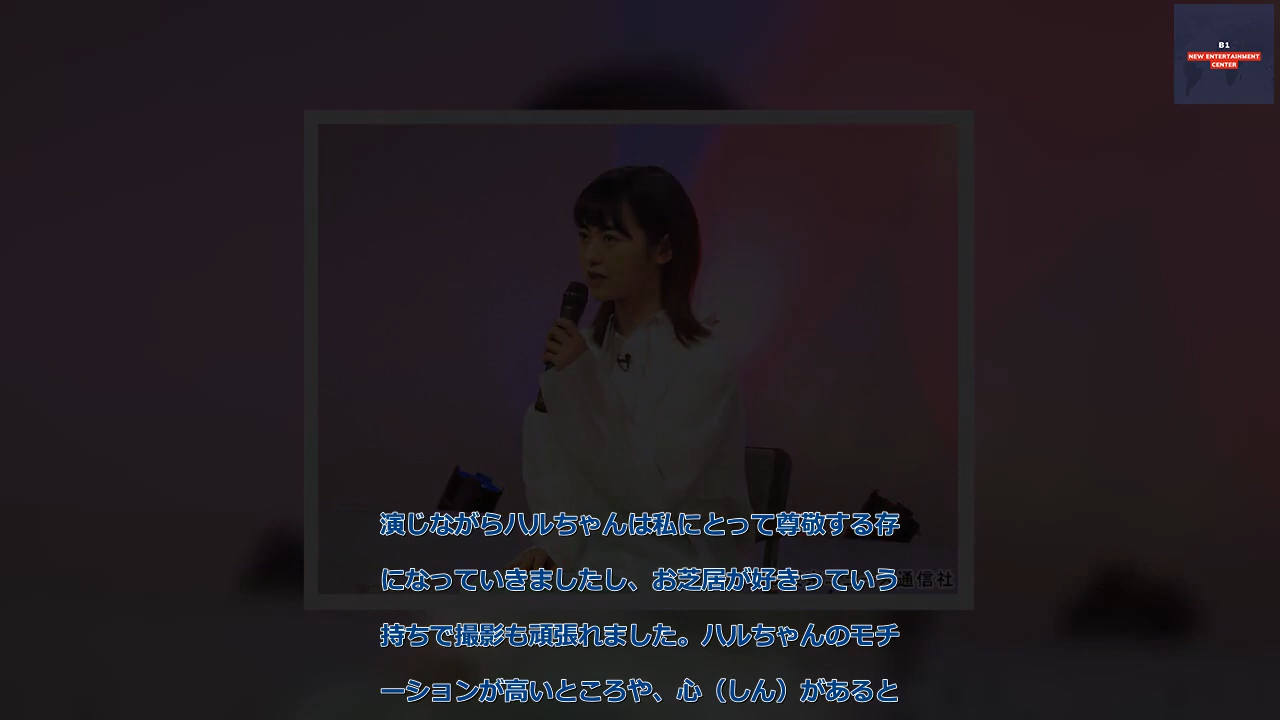 B1
NEW ENTERTAINMENT
CENTER
演じながらハルちゃんは私にとって尊敬する存
になっていきましたし、お芝居が好きっていう
通信社
持ちで撮影も頑張れました。ハルちゃんのモチ
ーションが高いところや、心（しん）があると